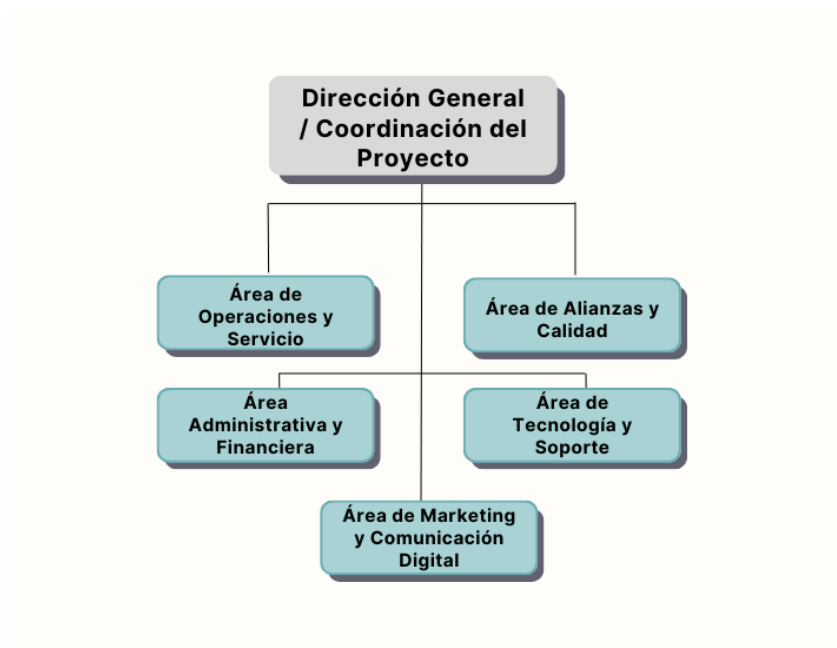 Dirección General
/ Coordinación del
Proyecto
Área de
Operaciones y
Servicio
Área de Alianzas y
Calidad
Área
Administrativa y
Financiera
Área de
Tecnología y
Soporte
Área de Marketing
y Comunicación
Digital